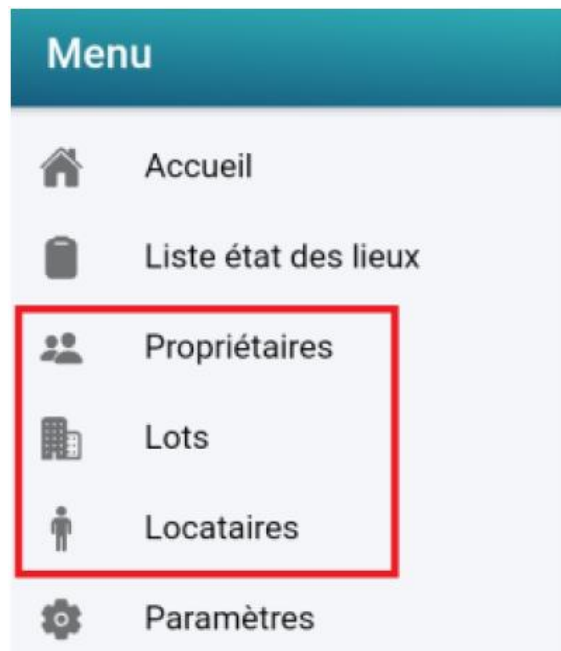 Menu
Accueil
Liste état des lieux
Propriétaires
Lots
Locataires
Paramètres